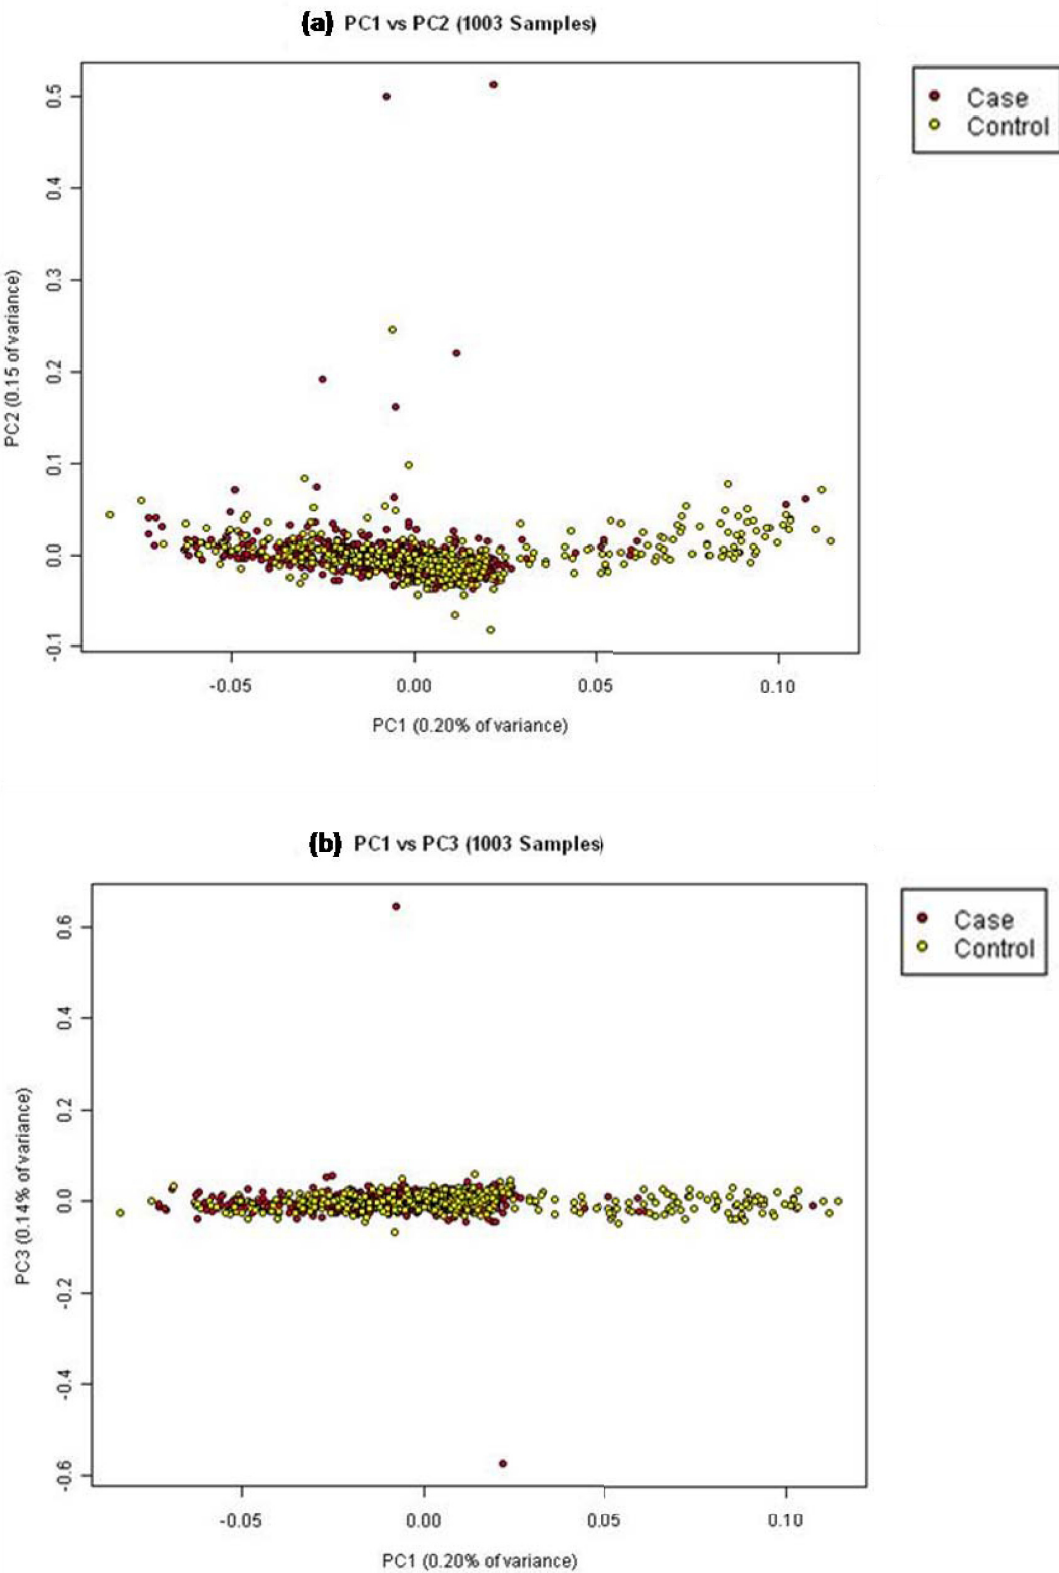 (a) PC1 vs PC2 (1003 Samples)
Case
Control
0.5
0.4
0.3
0.2
0.1
0.0
-0.1
PC2 (0.15 of variance)
-0.05 0.00 0.05 0.10
PC1 (0.20% of variance)
(b) PC1 vs PC3 (1003 Samples)
Case
Control
0.6
0.4
0.2
0.0
-0.2
-0.4
-0.6
PC3 (0.14% of variance)
-0.05 0.00 0.05 0.10
PC1 (0.20% of variance)